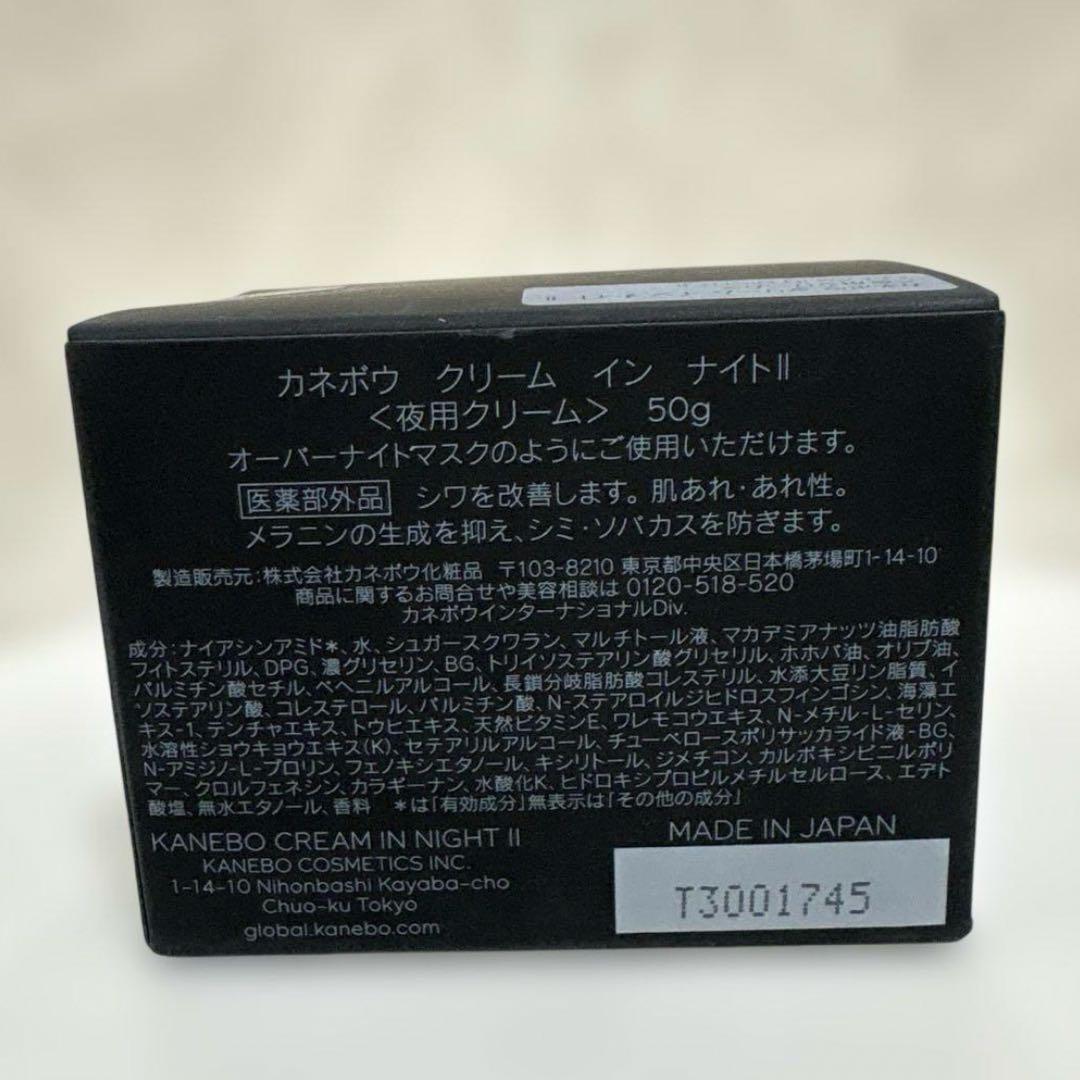 カネボウ クリーム イン ナイトⅡ
<夜用クリーム> 50g
オーバーナイトマスクのようにご使用いただけます。
医薬部外品 シワを改善します。肌あれ・あれ性。
メラニンの生成を抑え、シミ・ソバカスを防ぎます。
製造販売元:株式会社カネボウ化粧品 〒103-8210 東京都中央区日本橋茅場町1-14-10
商品に関するお問合せや美容相談は 0120-518-520
カネボウインターナショナルDiv.
成分:ナイアシンアミド*、水、シュガースクワラン、マルチトール液、マカデミアナッツ油脂肪酸
フィトステリル、DPG、濃グリセリン、BG、トリイソステアリン酸グリセリル、ホホバ油、オリブ油、
パルミチン酸セチル、ベヘニルアルコール、長鎖分岐脂肪酸コレステリル、水添大豆リン脂質、イ
ソステアリン酸、コレステロール、パルミチン酸、N-ステアロイルジヒドロスフィンゴシン、海藻エ
キス-1、テンチャエキス、トウヒエキス、天然ビタミンE、ワレモコウエキス、N-メチル-L-セリン、
水溶性ショウキョウエキス(K)、セテアリルアルコール、チューベローズポリサッカライド液-BG、
N-アミジノ-L-プロリン、フェノキシエタノール、キシリトール、ジメチコン、カルボキシビニルポリ
マー、クロルフェネシン、カラギーナン、水酸化K、ヒドロキシプロピルメチルセルロース、エデト
酸塩、無水エタノール、香料 *は「有効成分」無表示は「その他の成分」
KANEBO CREAM IN NIGHT II
KANEBO COSMETICS INC.
1-14-10 Nihonbashi Kayaba-cho
Chuo-ku Tokyo
global.kanebo.com
MADE IN JAPAN
T3001745